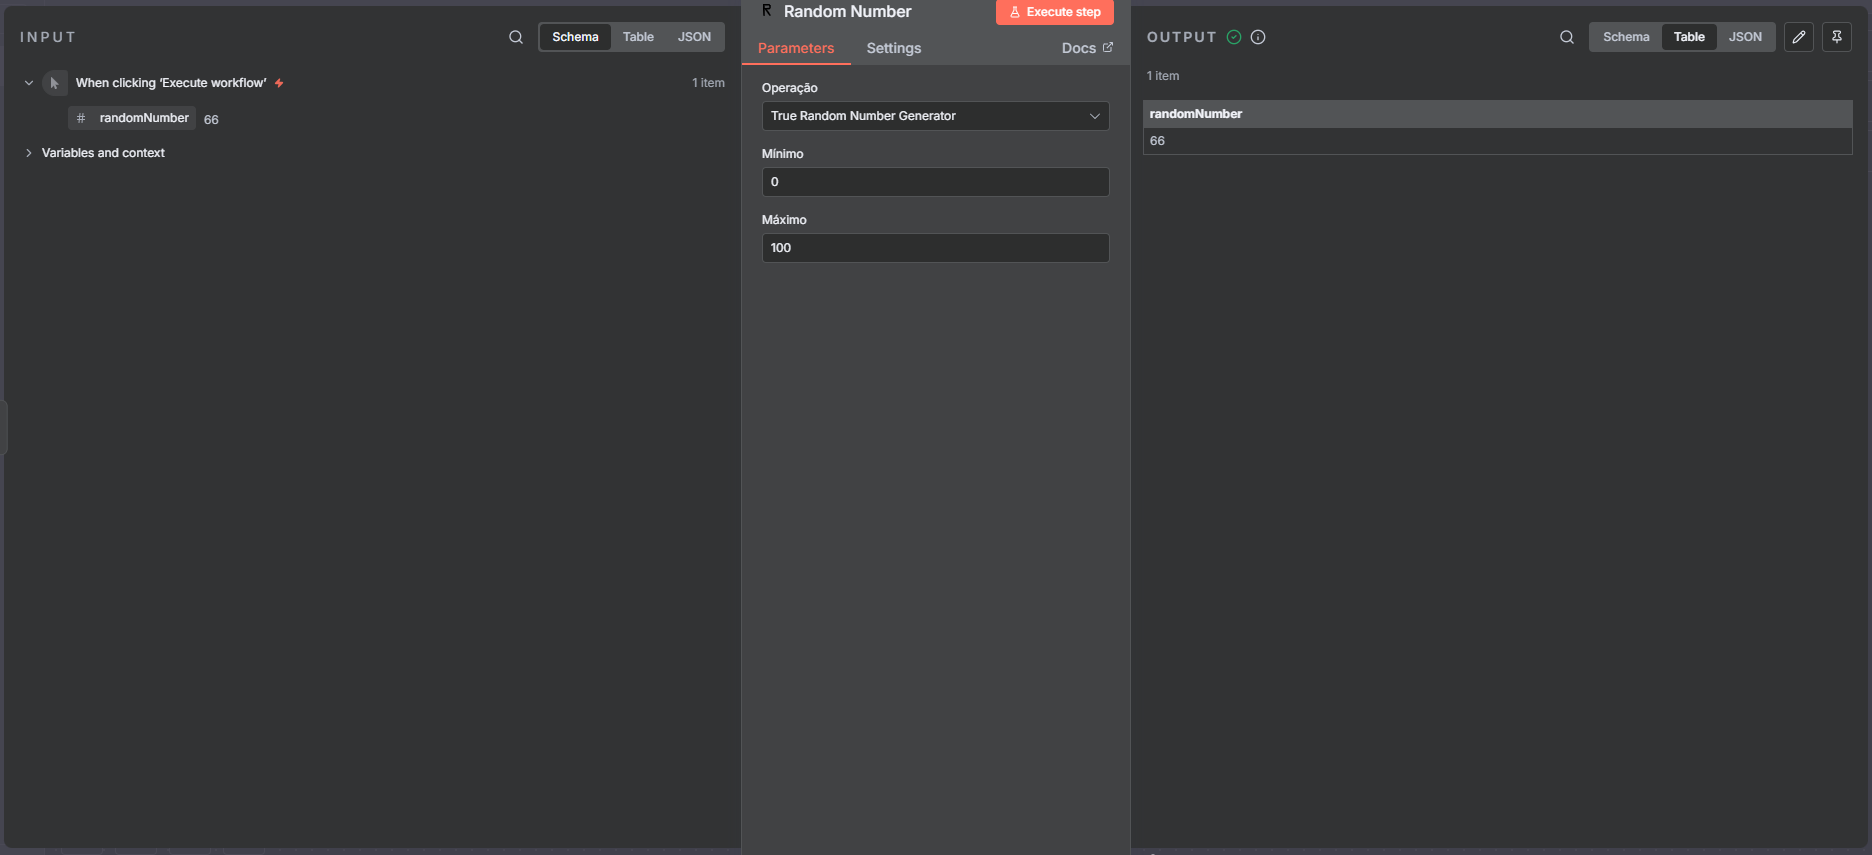 INPUT
Schema Table JSON
When clicking ‘Execute workflow’ 1 item
# randomNumber 66
Variables and context
Random Number
Execute step
Parameters Settings Docs
Operação
True Random Number Generator
Mínimo
0
Máximo
100
OUTPUT
Schema Table JSON
1 item
randomNumber
66